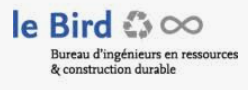 le Bird
Bureau d'ingénieurs en ressources
& construction durable